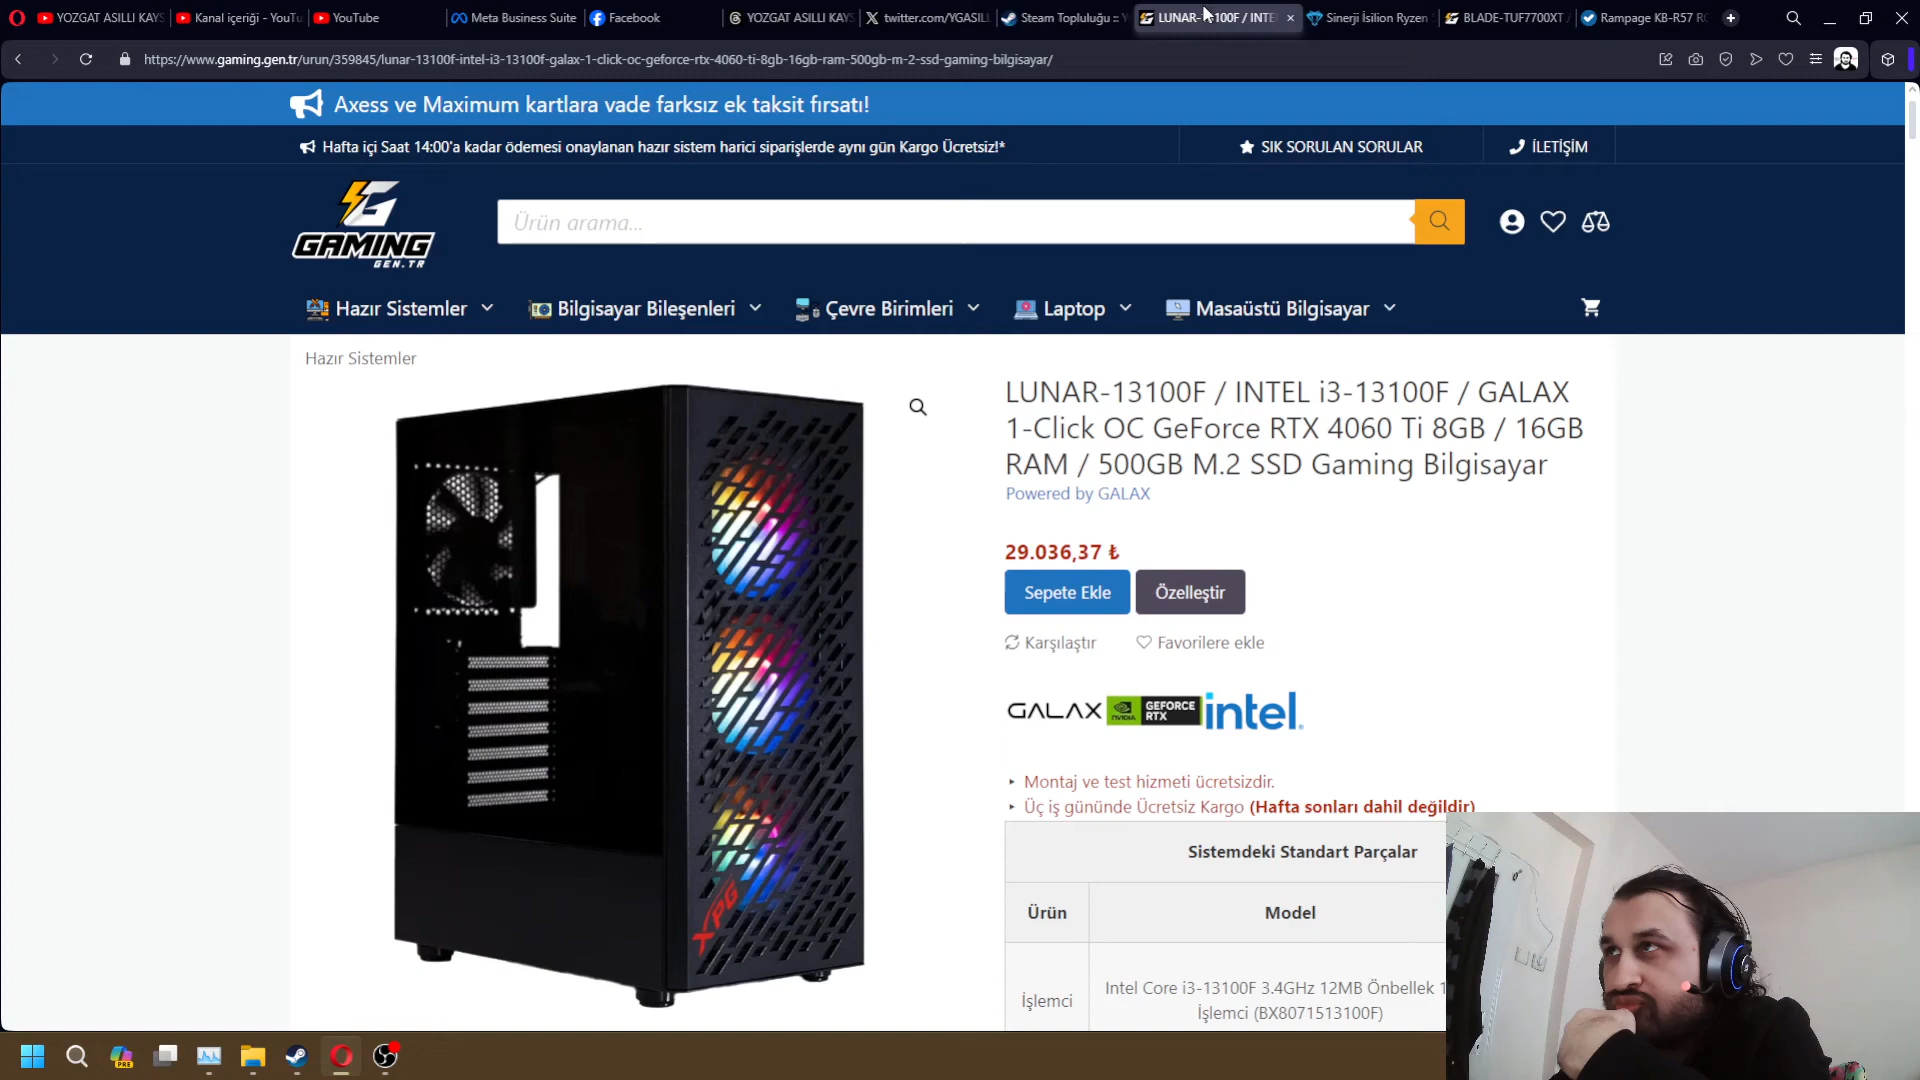 YOZGAT ASILLI KAYS
Kanal içeriği - YouTu
YouTube
Meta Business Suite
Facebook
YOZGAT ASILLI KAYS
twitter.com/YGASILL
Steam Topluluğu :: Y
LUNAR-13100F / INTE
Sinerji İsilion Ryzen
BLADE-TUF7700XT /
Rampage KB-R57 RG
https://www.gaming.gen.tr/urun/359845/lunar-13100f-intel-i3-13100f-galax-1-click-oc-geforce-rtx-4060-ti-8gb-16gb-ram-500gb-m-2-ssd-gaming-bilgisayar/
Axess ve Maximum kartlara vade farksız ek taksit fırsatı!
Hafta içi Saat 14:00'a kadar ödemesi onaylanan hazır sistem harici siparişlerde aynı gün Kargo Ücretsiz!*
SIK SORULAN SORULAR
İLETİŞİM
G
GAMING
GEN.TR
Ürün arama...
Hazır Sistemler
Bilgisayar Bileşenleri
Çevre Birimleri
Laptop
Masaüstü Bilgisayar
Hazır Sistemler
XPG
LUNAR-13100F / INTEL i3-13100F / GALAX
1-Click OC GeForce RTX 4060 Ti 8GB / 16GB
RAM / 500GB M.2 SSD Gaming Bilgisayar
Powered by GALAX
29.036,37 ₺
Sepete Ekle
Özelleştir
Karşılaştır
Favorilere ekle
GALAX
NVIDIA
GEFORCE
RTX
intel.
Montaj ve test hizmeti ücretsizdir.
Üç iş gününde Ücretsiz Kargo (Hafta sonları dahil değildir)
Sistemdeki Standart Parçalar
Ürün
Model
İşlemci
Intel Core i3-13100F 3.4GHz 12MB Önbellek 1
İşlemci (BX8071513100F)
PRE